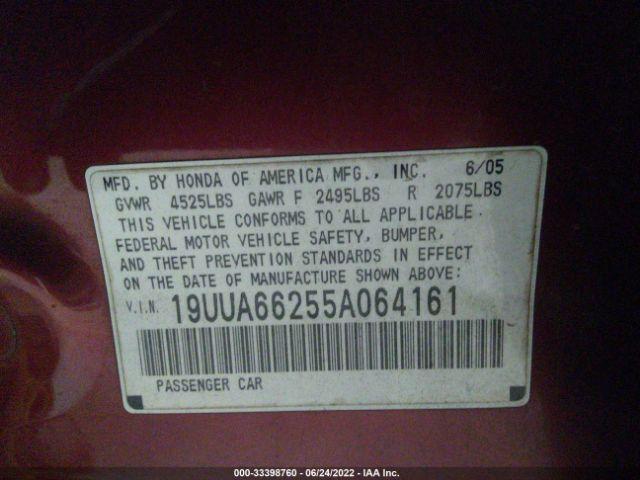 MFD. BY HONDA OF AMERICA MFG., INC. 6/05
GVWR 4525LBS GAWR F 2495LBS R 2075LBS
THIS VEHICLE CONFORMS TO ALL APPLICABLE
FEDERAL MOTOR VEHICLE SAFETY, BUMPER,
AND THEFT PREVENTION STANDARDS IN EFFECT
ON THE DATE OF MANUFACTURE SHOWN ABOVE:
V.I.N. 19UUA66255A064161
PASSENGER CAR
000-33398760 - 06/24/2022 - IAA Inc.